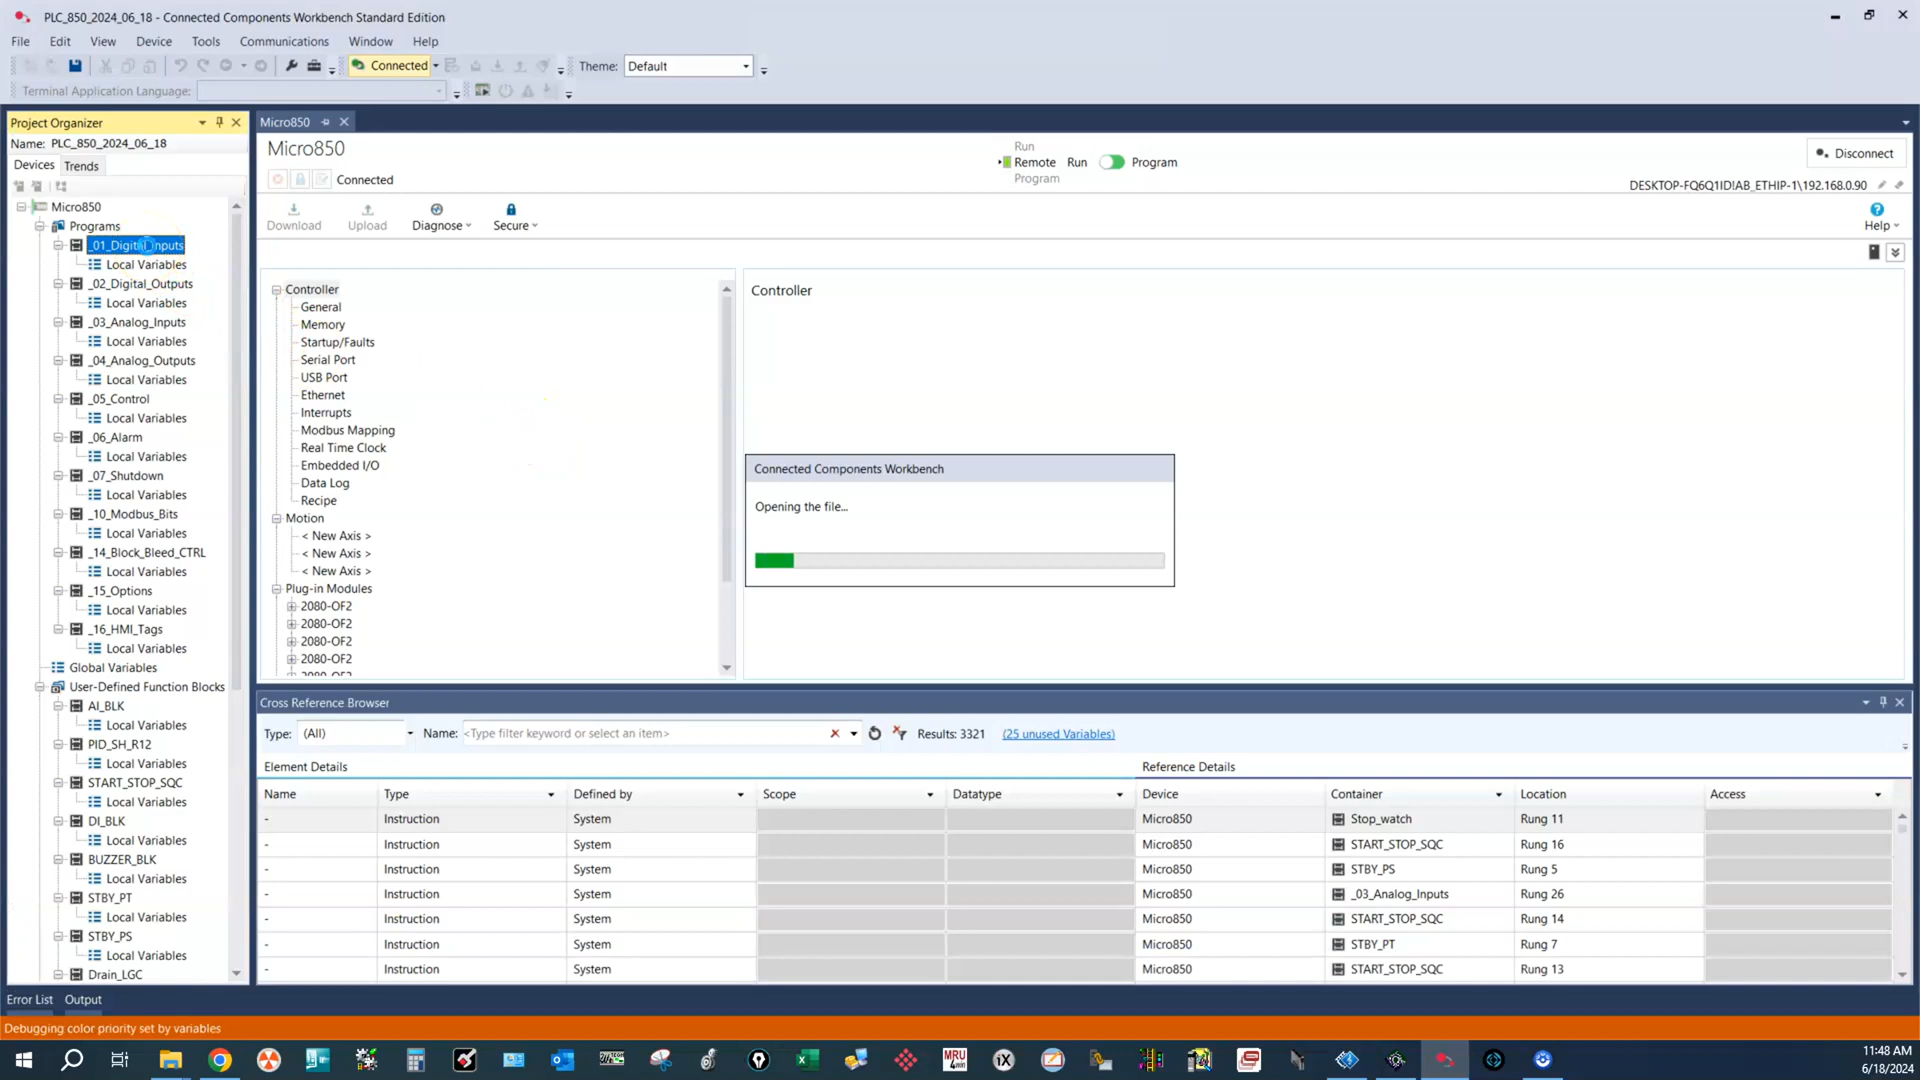 PLC_850_2024_06_18 - Connected Components Workbench Standard Edition
File Edit View Device Tools Communications Window Help
Connected Theme: Default
Terminal Application Language:
Project Organizer
Name: PLC_850_2024_06_18
Devices Trends
Micro850
Programs
_01_Digital_Inputs
Local Variables
_02_Digital_Outputs
Local Variables
_03_Analog_Inputs
Local Variables
_04_Analog_Outputs
Local Variables
_05_Control
Local Variables
_06_Alarm
Local Variables
_07_Shutdown
Local Variables
_10_Modbus_Bits
Local Variables
_14_Block_Bleed_CTRL
Local Variables
_15_Options
Local Variables
_16_HMI_Tags
Local Variables
Global Variables
User-Defined Function Blocks
AI_BLK
Local Variables
PID_SH_R12
Local Variables
START_STOP_SQC
Local Variables
DI_BLK
Local Variables
BUZZER_BLK
Local Variables
STBY_PT
Local Variables
STBY_PS
Local Variables
Drain_LGC
Micro850
Micro850
Connected
Run
Remote Run Program
Program
Disconnect
DESKTOP-FQ6Q1ID!AB_ETHIP-1\192.168.0.90
Download Upload Diagnose Secure Help
Controller
General
Memory
Startup/Faults
Serial Port
USB Port
Ethernet
Interrupts
Modbus Mapping
Real Time Clock
Embedded I/O
Data Log
Recipe
Motion
< New Axis >
< New Axis >
< New Axis >
Plug-in Modules
2080-OF2
2080-OF2
2080-OF2
2080-OF2
2080-OF2
Controller
Connected Components Workbench
Opening the file...
Cross Reference Browser
Type: (All) Name: <Type filter keyword or select an item> Results: 3321 (25 unused Variables)
Element Details Reference Details
Name Type Defined by Scope Datatype Device Container Location Access
- Instruction System Micro850 Stop_watch Rung 11
- Instruction System Micro850 START_STOP_SQC Rung 16
- Instruction System Micro850 STBY_PS Rung 5
- Instruction System Micro850 _03_Analog_Inputs Rung 26
- Instruction System Micro850 START_STOP_SQC Rung 14
- Instruction System Micro850 STBY_PT Rung 7
- Instruction System Micro850 START_STOP_SQC Rung 13
Error List Output
Debugging color priority set by variables
MRU
iX
11:48 AM
6/18/2024